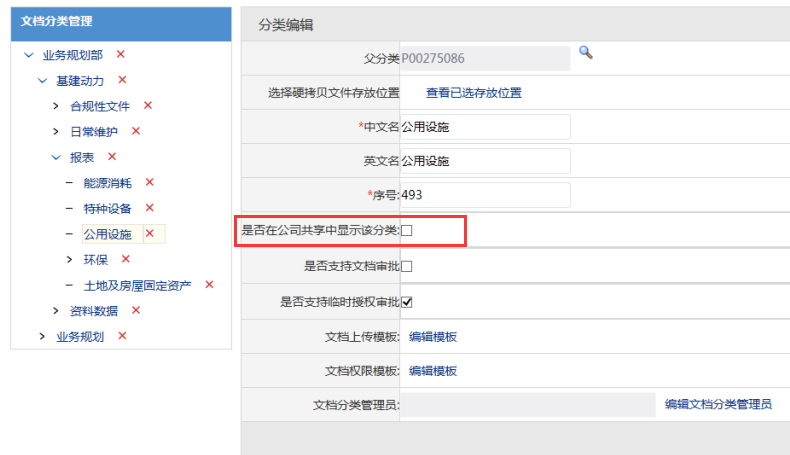 文档分类管理
业务规划部
基建动力
合规性文件
日常维护
报表
能源消耗
特种设备
公用设施
环保
土地及房屋固定资产
资料数据
业务规划
分类编辑
父分类 P00275086
选择硬拷贝文件存放位置 查看已选存放位置
*中文名 公用设施
英文名 公用设施
*序号: 493
是否在公司共享中显示该分类:
是否支持文档审批
是否支持临时授权审批
文档上传模板: 编辑模板
文档权限模板: 编辑模板
文档分类管理员: 编辑文档分类管理员